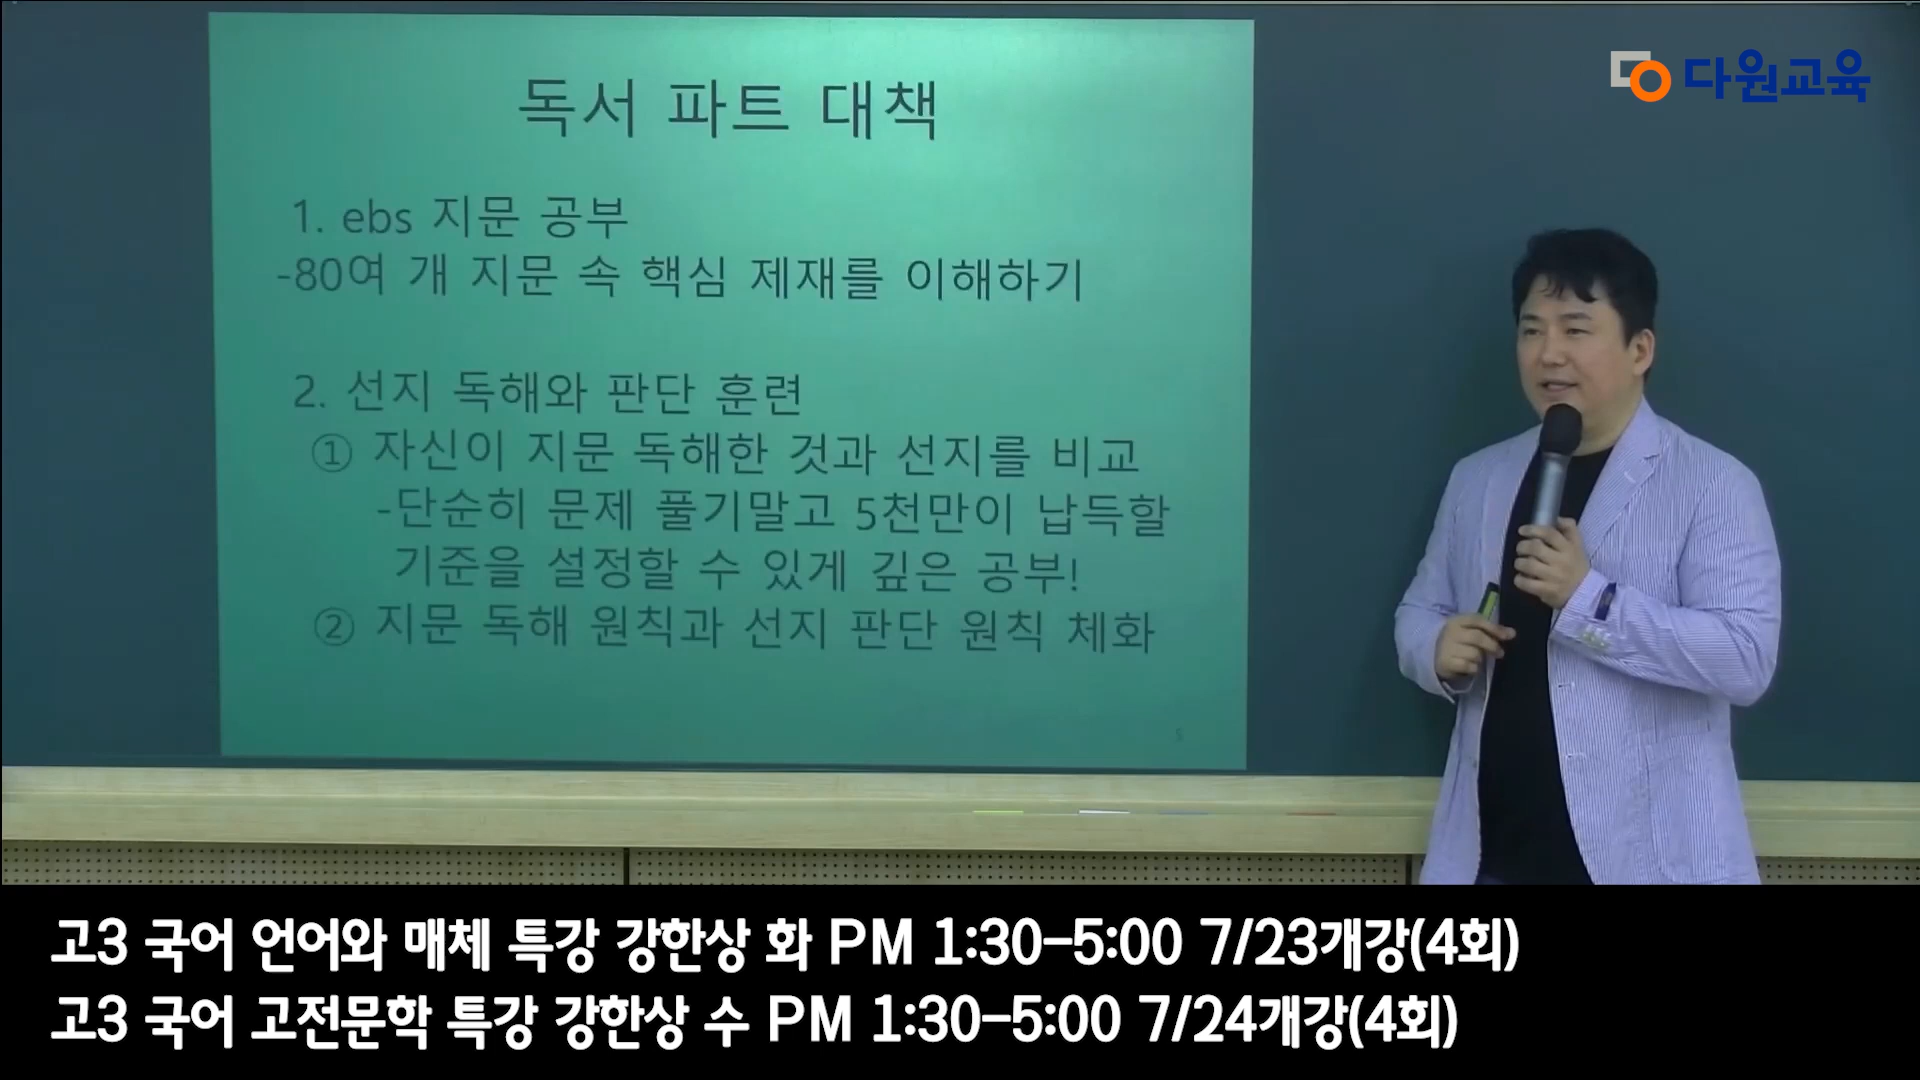 다원교육
독서 파트 대책
1. ebs 지문 공부
-80여 개 지문 속 핵심 제재를 이해하기
2. 선지 독해와 판단 훈련
① 자신이 지문 독해한 것과 선지를 비교
-단순히 문제 풀기말고 5천만이 납득할
기준을 설정할 수 있게 깊은 공부!
② 지문 독해 원칙과 선지 판단 원칙 체화
5
고3 국어 언어와 매체 특강 강한상 화 PM 1:30-5:00 7/23개강(4회)
고3 국어 고전문학 특강 강한상 수 PM 1:30-5:00 7/24개강(4회)